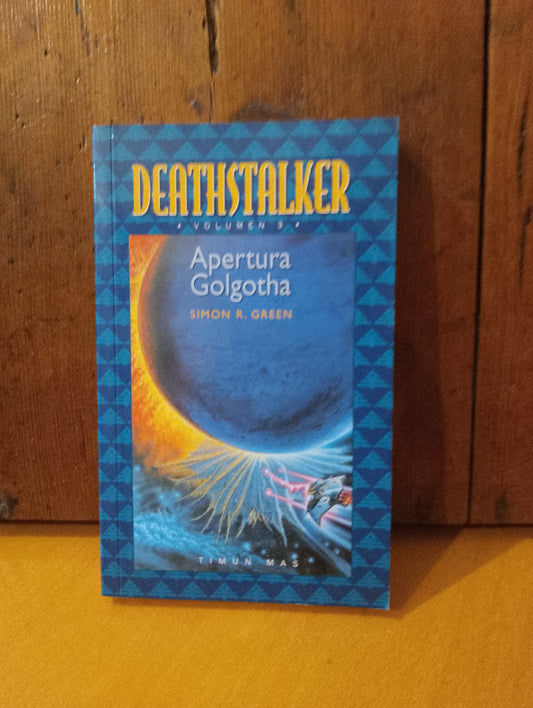 DEATHSTALKER
VOLUMEN 3
Apertura
Golgotha
SIMON R. GREEN
TIMUN MAS